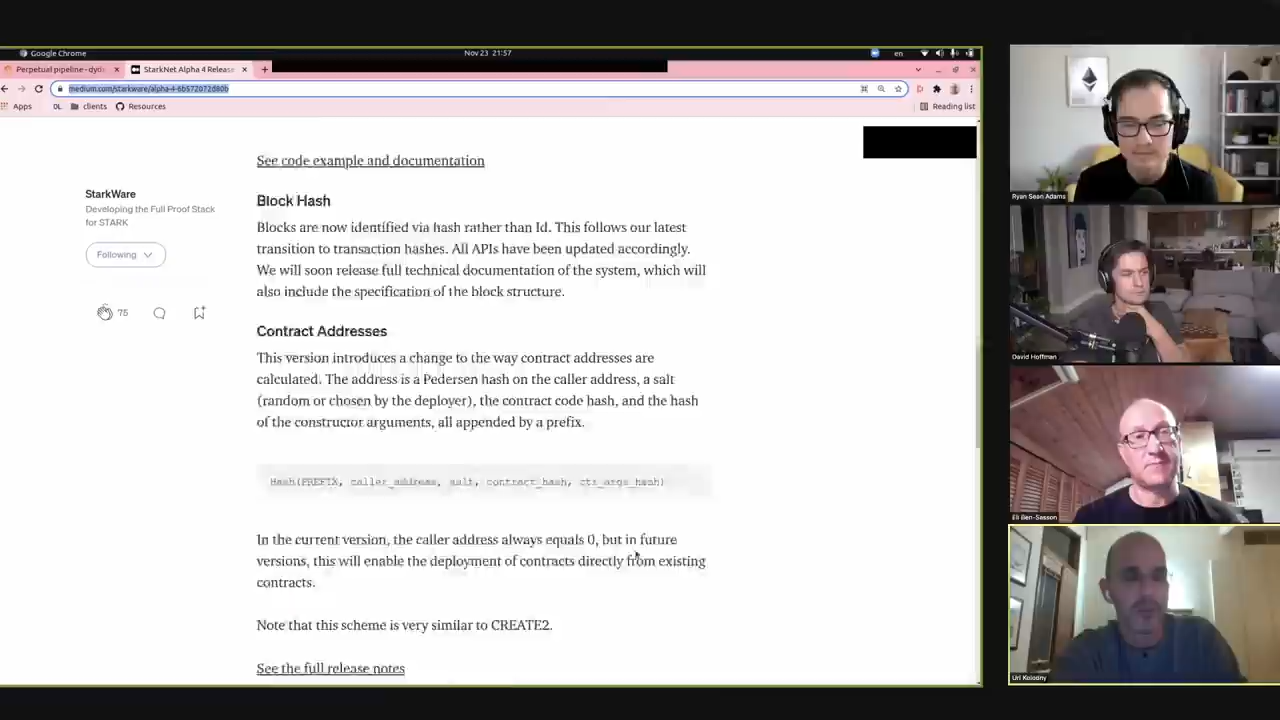 Google Chrome
Nov 23 21:57
en
Perpetual pipeline - dydx
StarkNet Alpha 4 Release
medium.com/starkware/alpha-4-6b572072d80b
Apps
OL
clients
Resources
Reading list
StarkWare
Developing the Full Proof Stack
for STARK
Following
75
See code example and documentation
Block Hash
Blocks are now identified via hash rather than Id. This follows our latest
transition to transaction hashes. All APIs have been updated accordingly.
We will soon release full technical documentation of the system, which will
also include the specification of the block structure.
Contract Addresses
This version introduces a change to the way contract addresses are
calculated. The address is a Pedersen hash on the caller address, a salt
(random or chosen by the deployer), the contract code hash, and the hash
of the constructor arguments, all appended by a prefix.
Hash(PREFIX, caller_address, salt, contract_hash, ctr_args_hash)
In the current version, the caller address always equals 0, but in future
versions, this will enable the deployment of contracts directly from existing
contracts.
Note that this scheme is very similar to CREATE2.
See the full release notes
Ryan Sean Adams
David Hoffman
Eli Ben-Sasson
Uri Kolodny